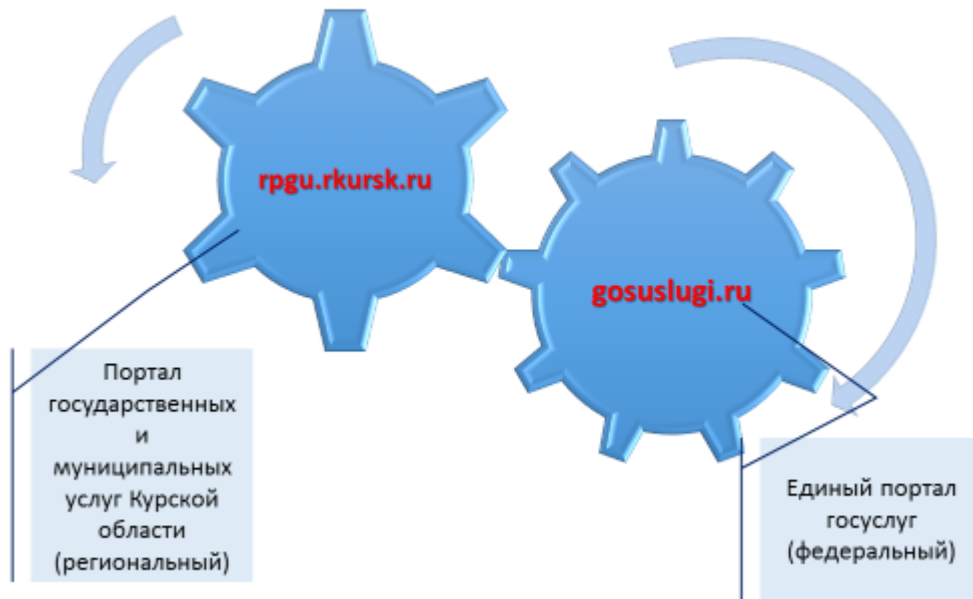 rpgu.rkursk.ru
gosuslugi.ru
Портал
государственных
и
муниципальных
услуг Курской
области
(региональный)
Единый портал
госуслуг
(федеральный)